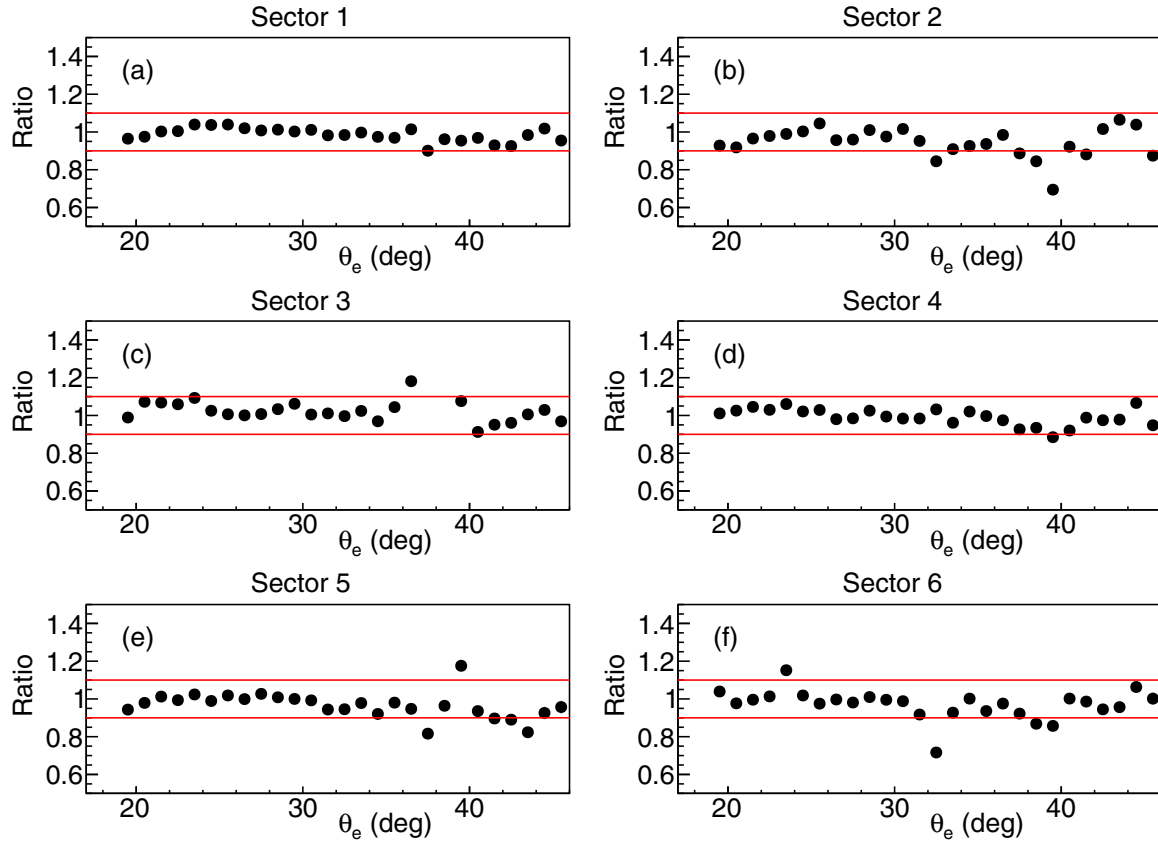 Sector 1
Ratio
(a)
1.4
1.2
1
0.8
0.6
20 30 40
θe (deg)
Sector 2
Ratio
(b)
1.4
1.2
1
0.8
0.6
20 30 40
θe (deg)
Sector 3
Ratio
(c)
1.4
1.2
1
0.8
0.6
20 30 40
θe (deg)
Sector 4
Ratio
(d)
1.4
1.2
1
0.8
0.6
20 30 40
θe (deg)
Sector 5
Ratio
(e)
1.4
1.2
1
0.8
0.6
20 30 40
θe (deg)
Sector 6
Ratio
(f)
1.4
1.2
1
0.8
0.6
20 30 40
θe (deg)